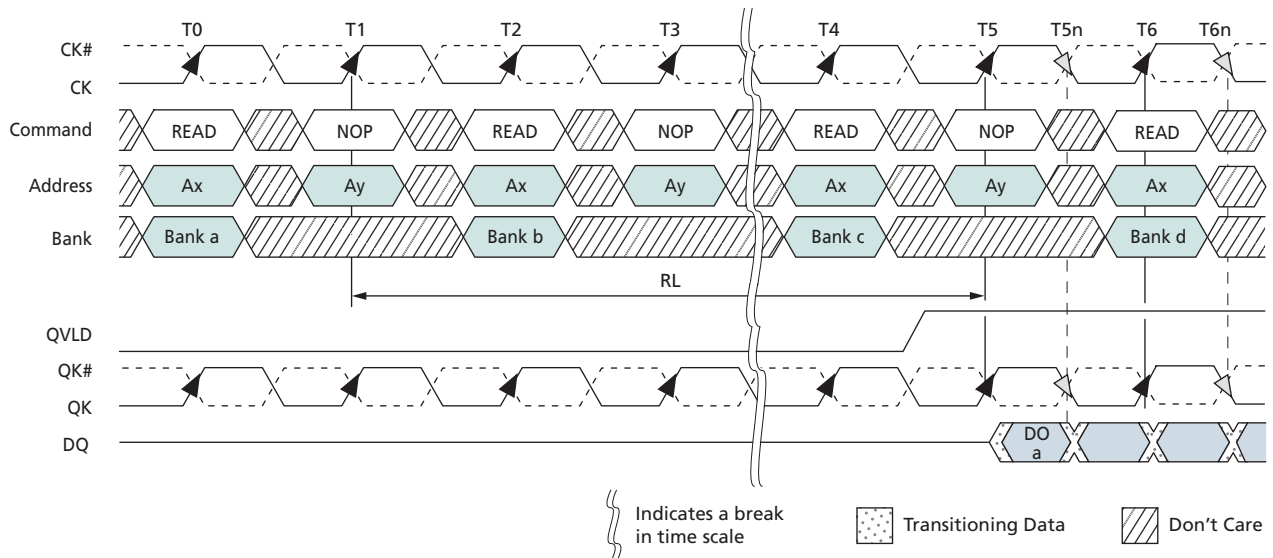 T0 T1 T2 T3 T4 T5 T5n T6 T6n
CK#
CK
Command READ NOP READ NOP READ NOP READ
Address Ax Ay Ax Ay Ax Ay Ax
Bank Bank a Bank b Bank c Bank d
RL
QVLD
QK#
QK
DQ DO
a
Indicates a break
in time scale
Transitioning Data
Don't Care